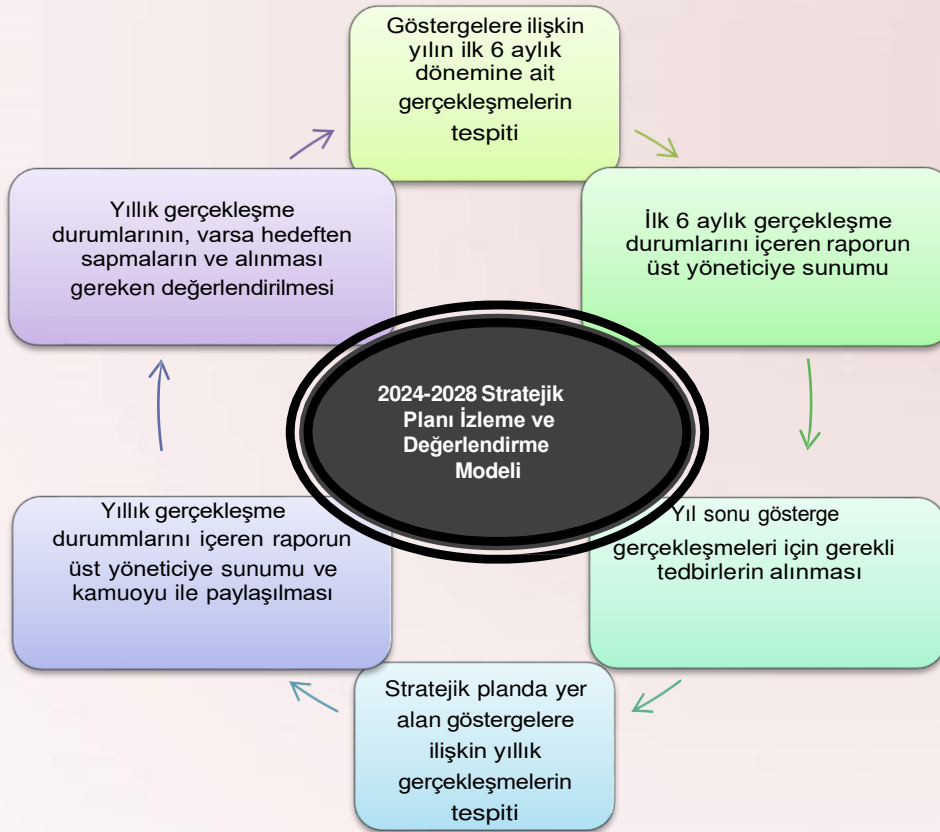 Göstergelere ilişkin
yılın ilk 6 aylık
dönemine ait
gerçekleşmelerin
tespiti
İlk 6 aylık gerçekleşme
durumlarını içeren raporun
üst yöneticiye sunumu
Yıl sonu gösterge
gerçekleşmeleri için gerekli
tedbirlerin alınması
Stratejik planda yer
alan göstergelere
ilişkin yıllık
gerçekleşmelerin
tespiti
Yıllık gerçekleşme
durummlarını içeren raporun
üst yöneticiye sunumu ve
kamuoyu ile paylaşılması
Yıllık gerçekleşme
durumlarının, varsa hedeften
sapmaların ve alınması
gereken değerlendirilmesi
2024-2028 Stratejik
Planı İzleme ve
Değerlendirme
Modeli